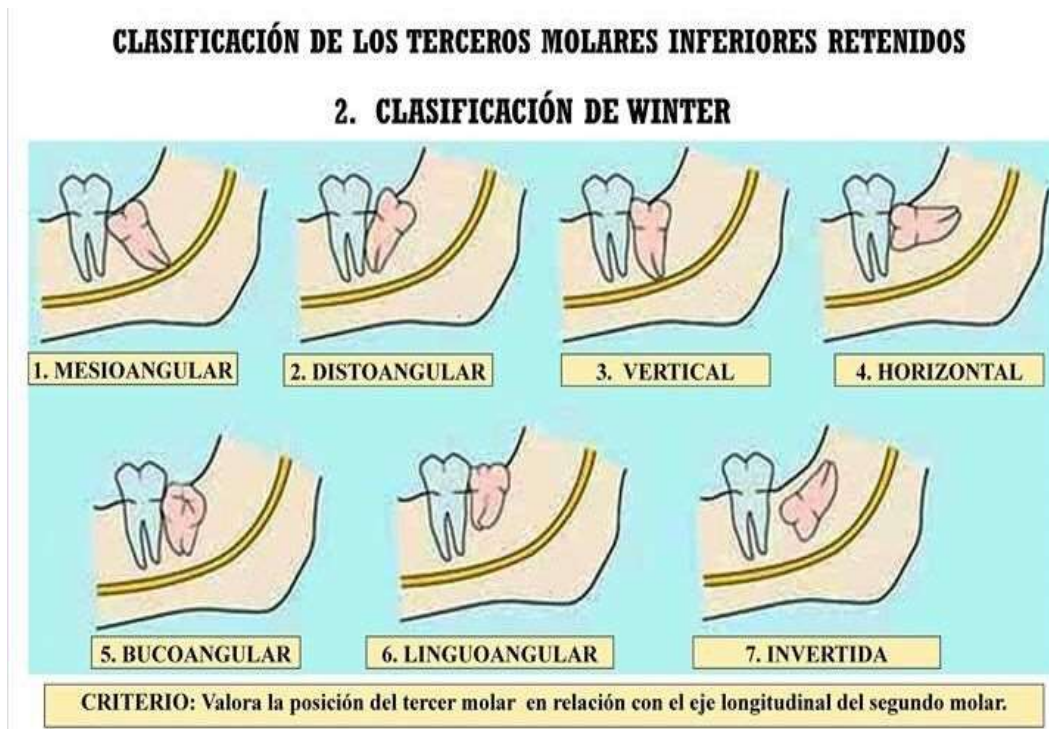 CLASIFICACIÓN DE LOS TERCEROS MOLARES INFERIORES RETENIDOS
2. CLASIFICACIÓN DE WINTER
1. MESIOANGULAR
2. DISTOANGULAR
3. VERTICAL
4. HORIZONTAL
5. BUCOANGULAR
6. LINGUOANGULAR
7. INVERTIDA
CRITERIO: Valora la posición del tercer molar en relación con el eje longitudinal del segundo molar.